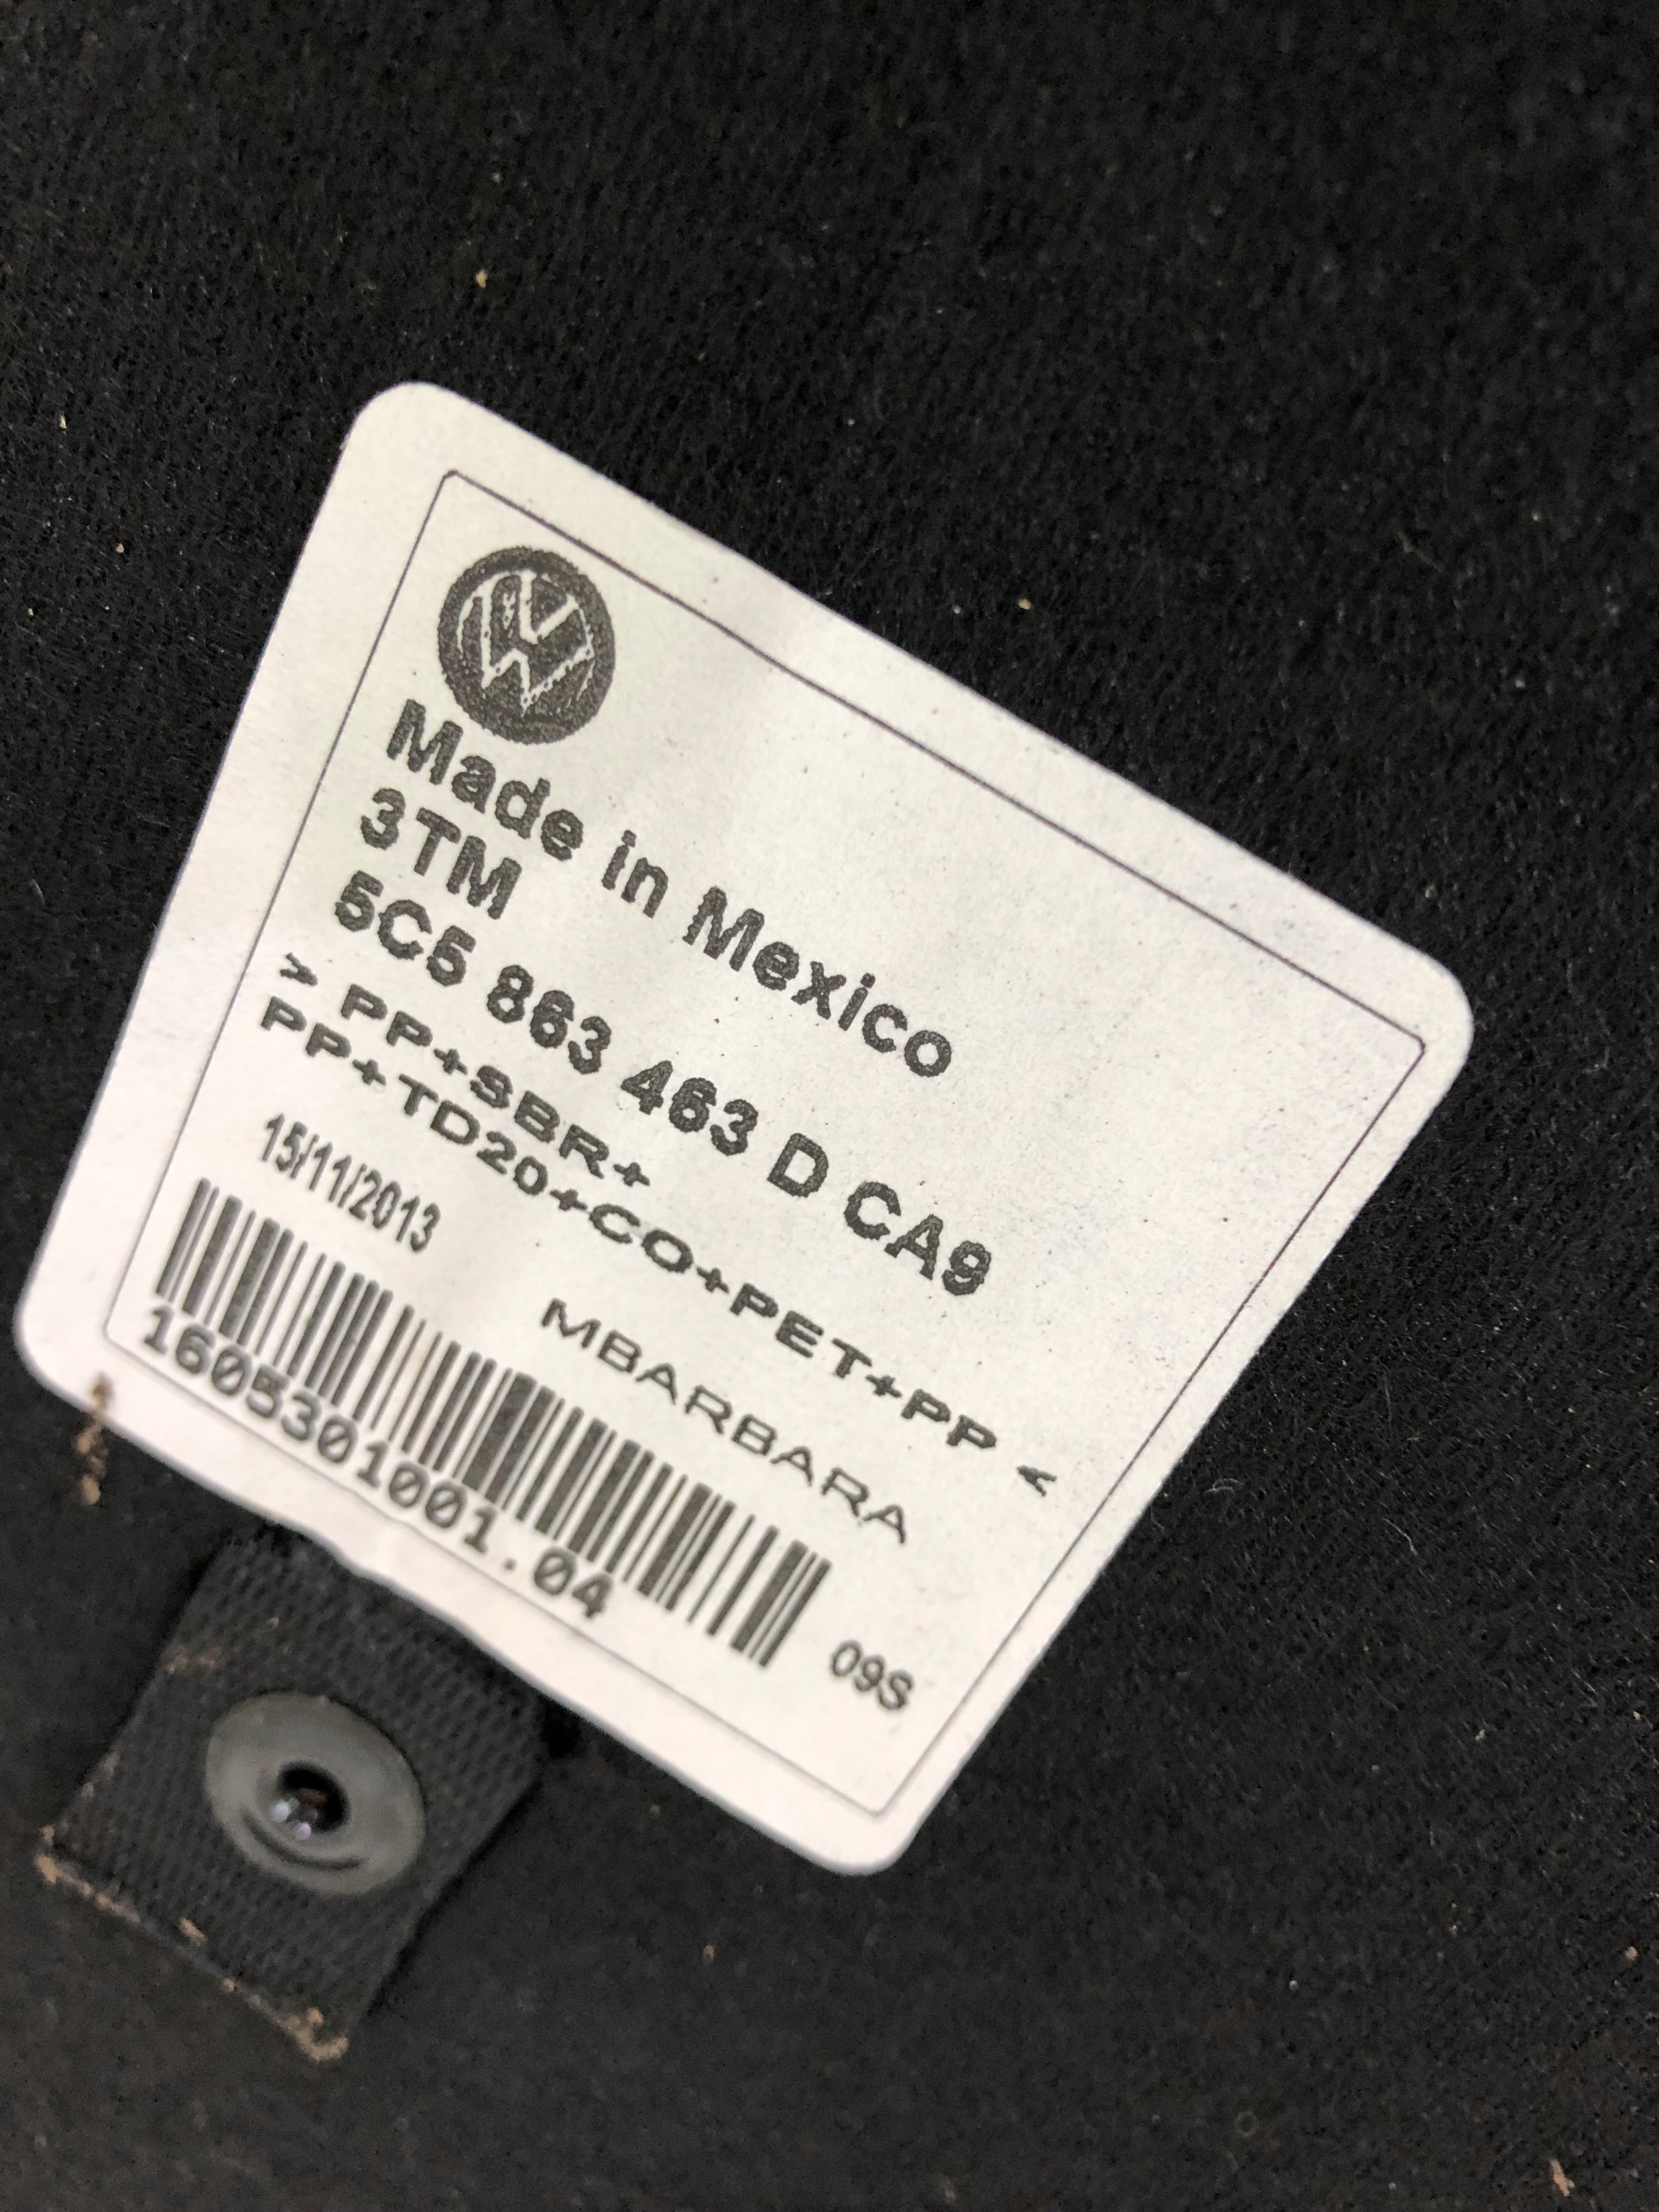 Made in Mexico
3TM
5C5 863 463 D CA9
> PP+SBR+
PP+TD20+CO+PET+PP <
15/11/2013
MBARBARA
1605301001.04
09S